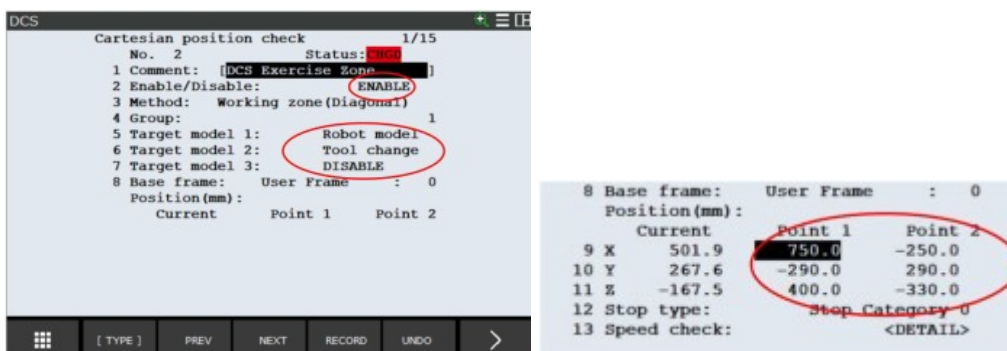 DCS
Cartesian position check 1/15
No. 2 Status:CHGD
1 Comment: [DCS Exercise Zone ]
2 Enable/Disable: ENABLE
3 Method: Working zone(Diagonal)
4 Group: 1
5 Target model 1: Robot model
6 Target model 2: Tool change
7 Target model 3: DISABLE
8 Base frame: User Frame : 0
Position(mm):
Current Point 1 Point 2
[ TYPE ] PREV NEXT RECORD UNDO >
8 Base frame: User Frame : 0
Position(mm):
Current Point 1 Point 2
9 X 501.9 750.0 -250.0
10 Y 267.6 -290.0 290.0
11 Z -167.5 400.0 -330.0
12 Stop type: Stop Category 0
13 Speed check: <DETAIL>